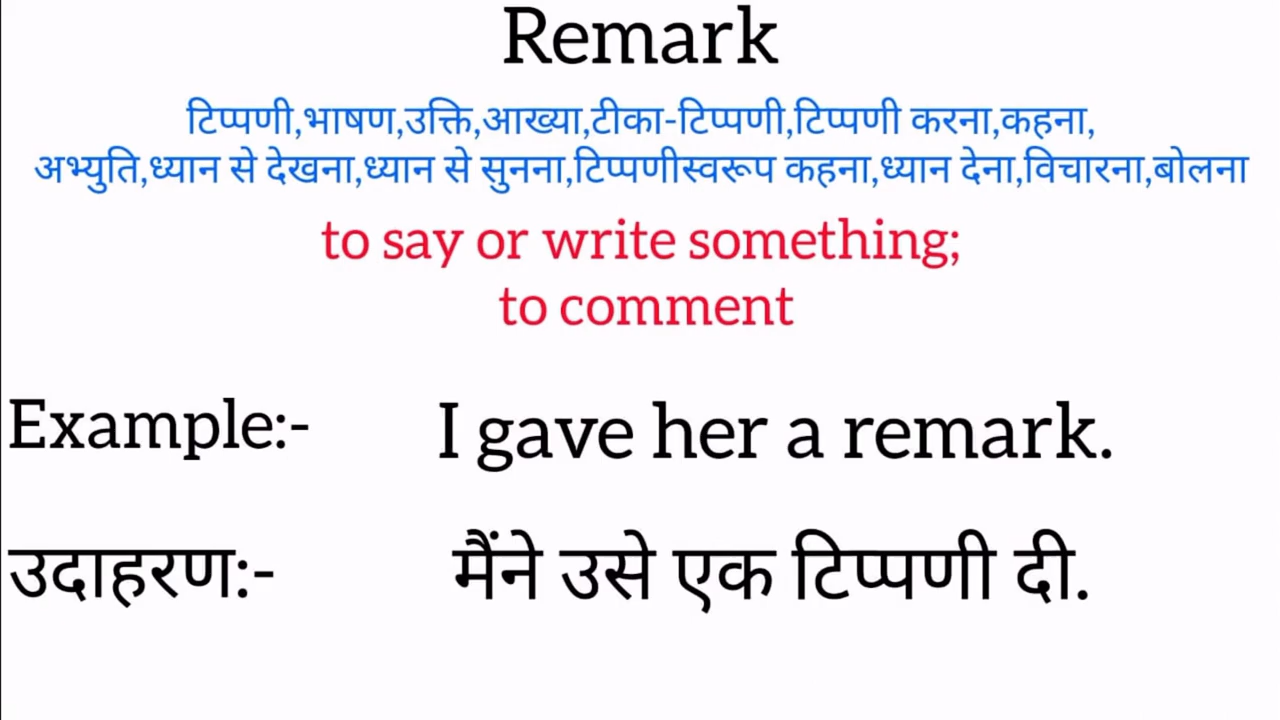 Remark
टिप्पणी,भाषण,उक्ति,आख्या,टीका-टिप्पणी,टिप्पणी करना,कहना,
अभ्युति,ध्यान से देखना,ध्यान से सुनना,टिप्पणीस्वरूप कहना,ध्यान देना,विचारना,बोलना
to say or write something;
to comment
Example:- I gave her a remark.
उदाहरण:- मैंने उसे एक टिप्पणी दी.